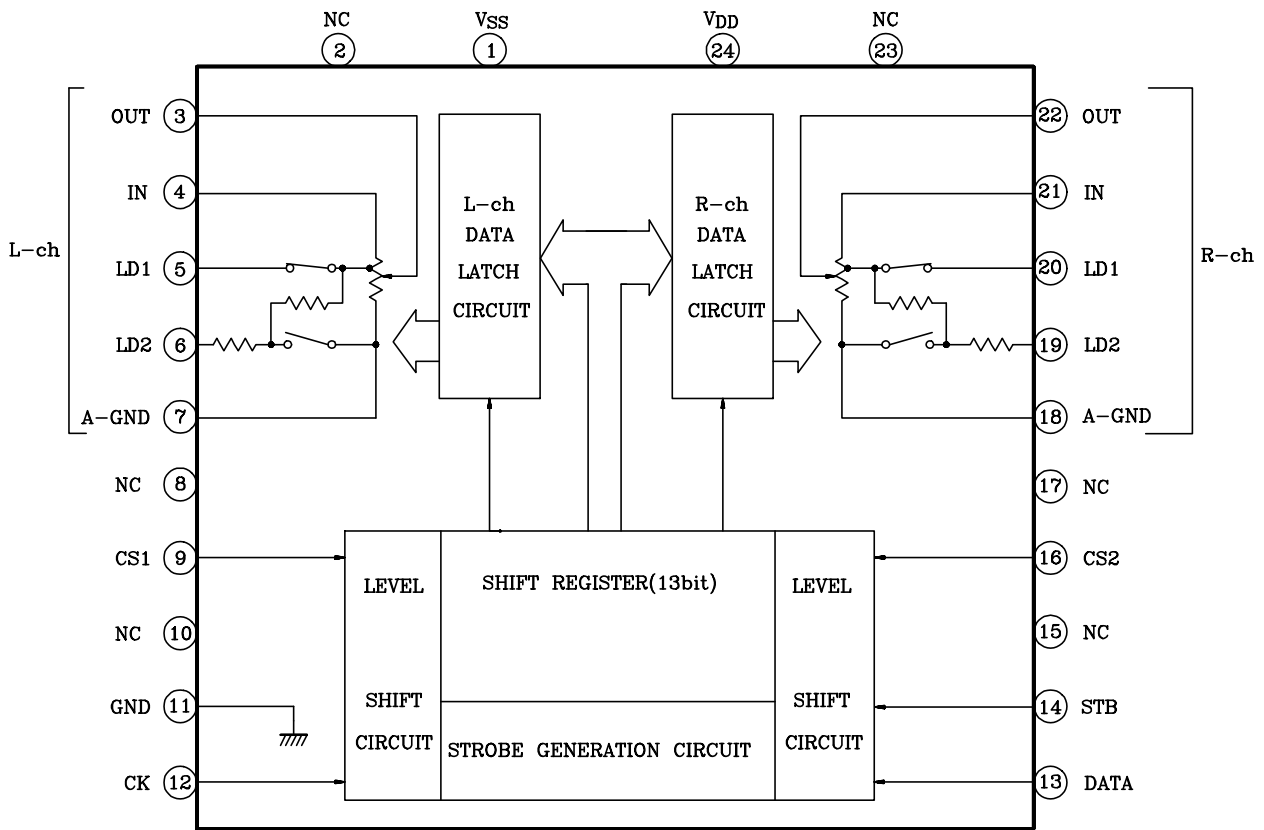 NC VSS VDD NC
2 1 24 23
OUT 3 22 OUT
IN 4 21 IN
L-ch R-ch
DATA DATA
LATCH LATCH
CIRCUIT CIRCUIT
L-ch R-ch
LD1 5 20 LD1
LD2 6 19 LD2
A-GND 7 18 A-GND
NC 8 17 NC
CS1 9 16 CS2
LEVEL SHIFT REGISTER(13bit) LEVEL
NC 10 15 NC
GND 11 SHIFT SHIFT 14 STB
CIRCUIT STROBE GENERATION CIRCUIT CIRCUIT
CK 12 13 DATA